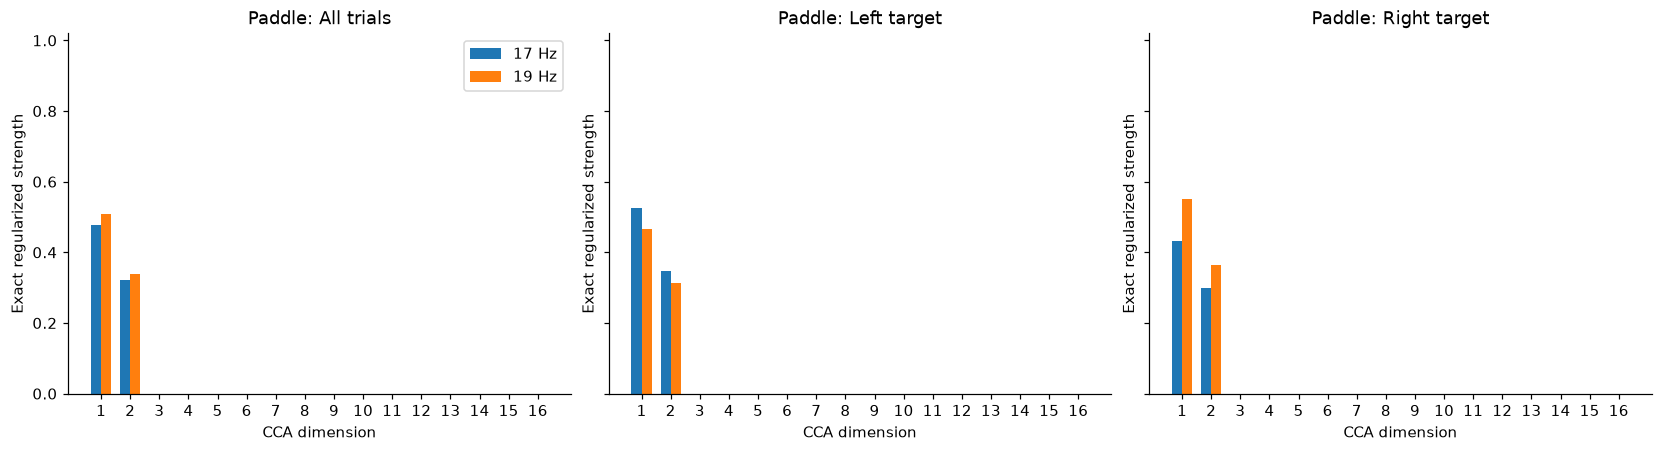 Paddle: All trials
Paddle: Left target
Paddle: Right target
17 Hz
19 Hz
Exact regularized strength
1.0
0.8
0.6
0.4
0.2
0.0
1 2 3 4 5 6 7 8 9 10 11 12 13 14 15 16
CCA dimension
Exact regularized strength
1 2 3 4 5 6 7 8 9 10 11 12 13 14 15 16
CCA dimension
Exact regularized strength
1 2 3 4 5 6 7 8 9 10 11 12 13 14 15 16
CCA dimension